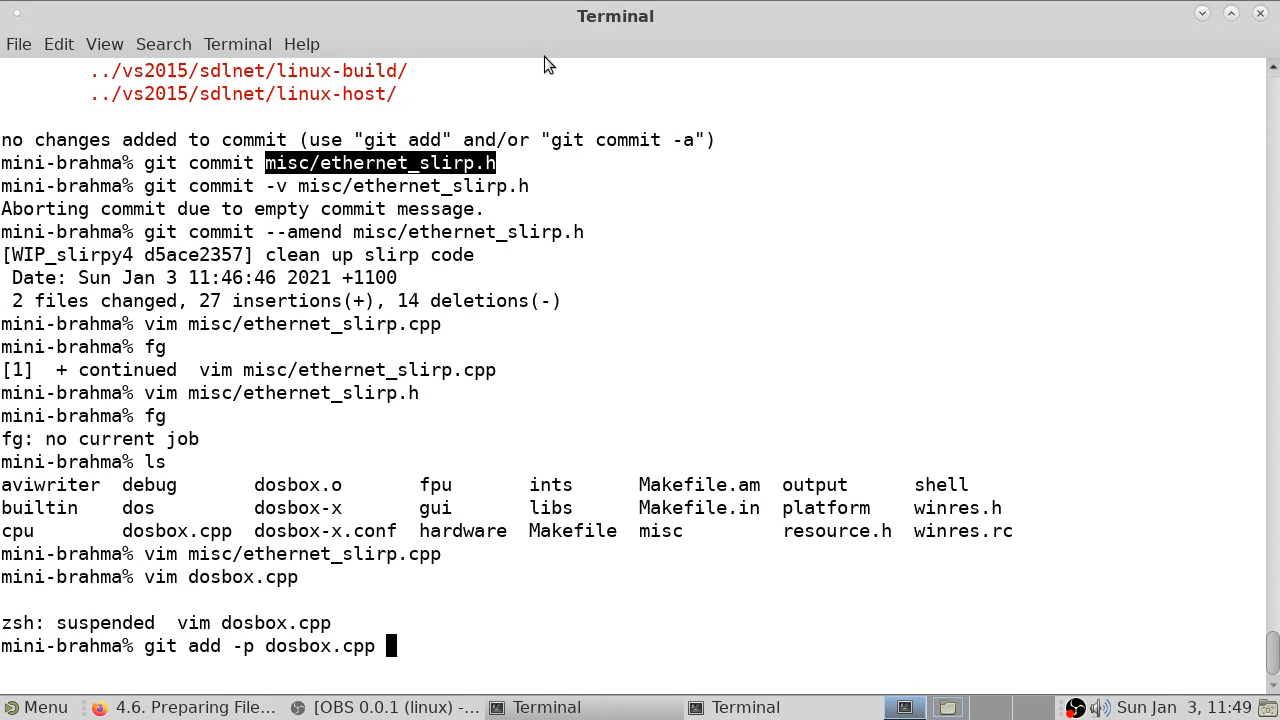 Terminal
File Edit View Search Terminal Help
../vs2015/sdlnet/linux-build/
../vs2015/sdlnet/linux-host/
no changes added to commit (use "git add" and/or "git commit -a")
mini-brahma% git commit misc/ethernet_slirp.h
mini-brahma% git commit -v misc/ethernet_slirp.h
Aborting commit due to empty commit message.
mini-brahma% git commit --amend misc/ethernet_slirp.h
[WIP_slirpy4 d5ace2357] clean up slirp code
 Date: Sun Jan 3 11:46:46 2021 +1100
 2 files changed, 27 insertions(+), 14 deletions(-)
mini-brahma% vim misc/ethernet_slirp.cpp
mini-brahma% fg
[1]  + continued  vim misc/ethernet_slirp.cpp
mini-brahma% vim misc/ethernet_slirp.h
mini-brahma% fg
fg: no current job
mini-brahma% ls
aviwriter  debug       dosbox.o       fpu       ints      Makefile.am  output      shell
builtin    dos         dosbox-x       gui       libs      Makefile.in  platform    winres.h
cpu        dosbox.cpp  dosbox-x.conf  hardware  Makefile  misc         resource.h  winres.rc
mini-brahma% vim misc/ethernet_slirp.cpp
mini-brahma% vim dosbox.cpp
zsh: suspended  vim dosbox.cpp
mini-brahma% git add -p dosbox.cpp
Menu 4.6. Preparing File... [OBS 0.0.1 (linux) -... Terminal Terminal Sun Jan 3, 11:49